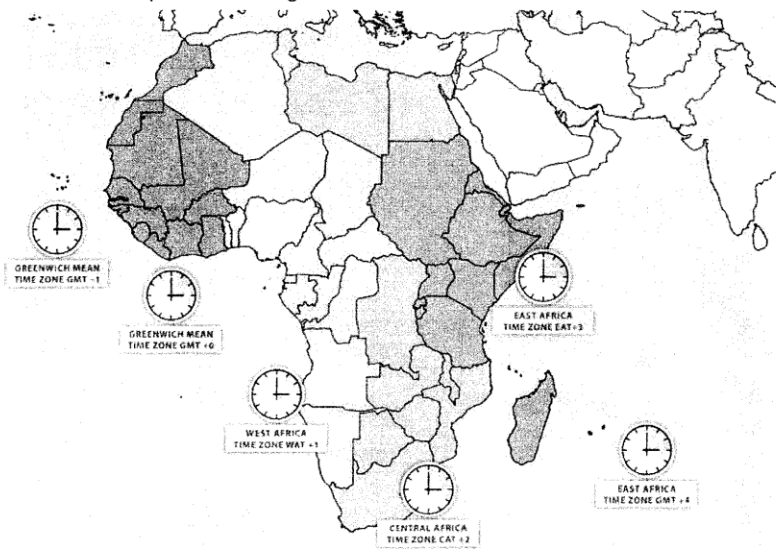 GREENWICH MEAN
TIME ZONE GMT -1
GREENWICH MEAN
TIME ZONE GMT +0
EAST AFRICA
TIME ZONE EAT+3
WEST AFRICA
TIME ZONE WAT +1
EAST AFRICA
TIME ZONE GMT +4
CENTRAL AFRICA
TIME ZONE CAT +2